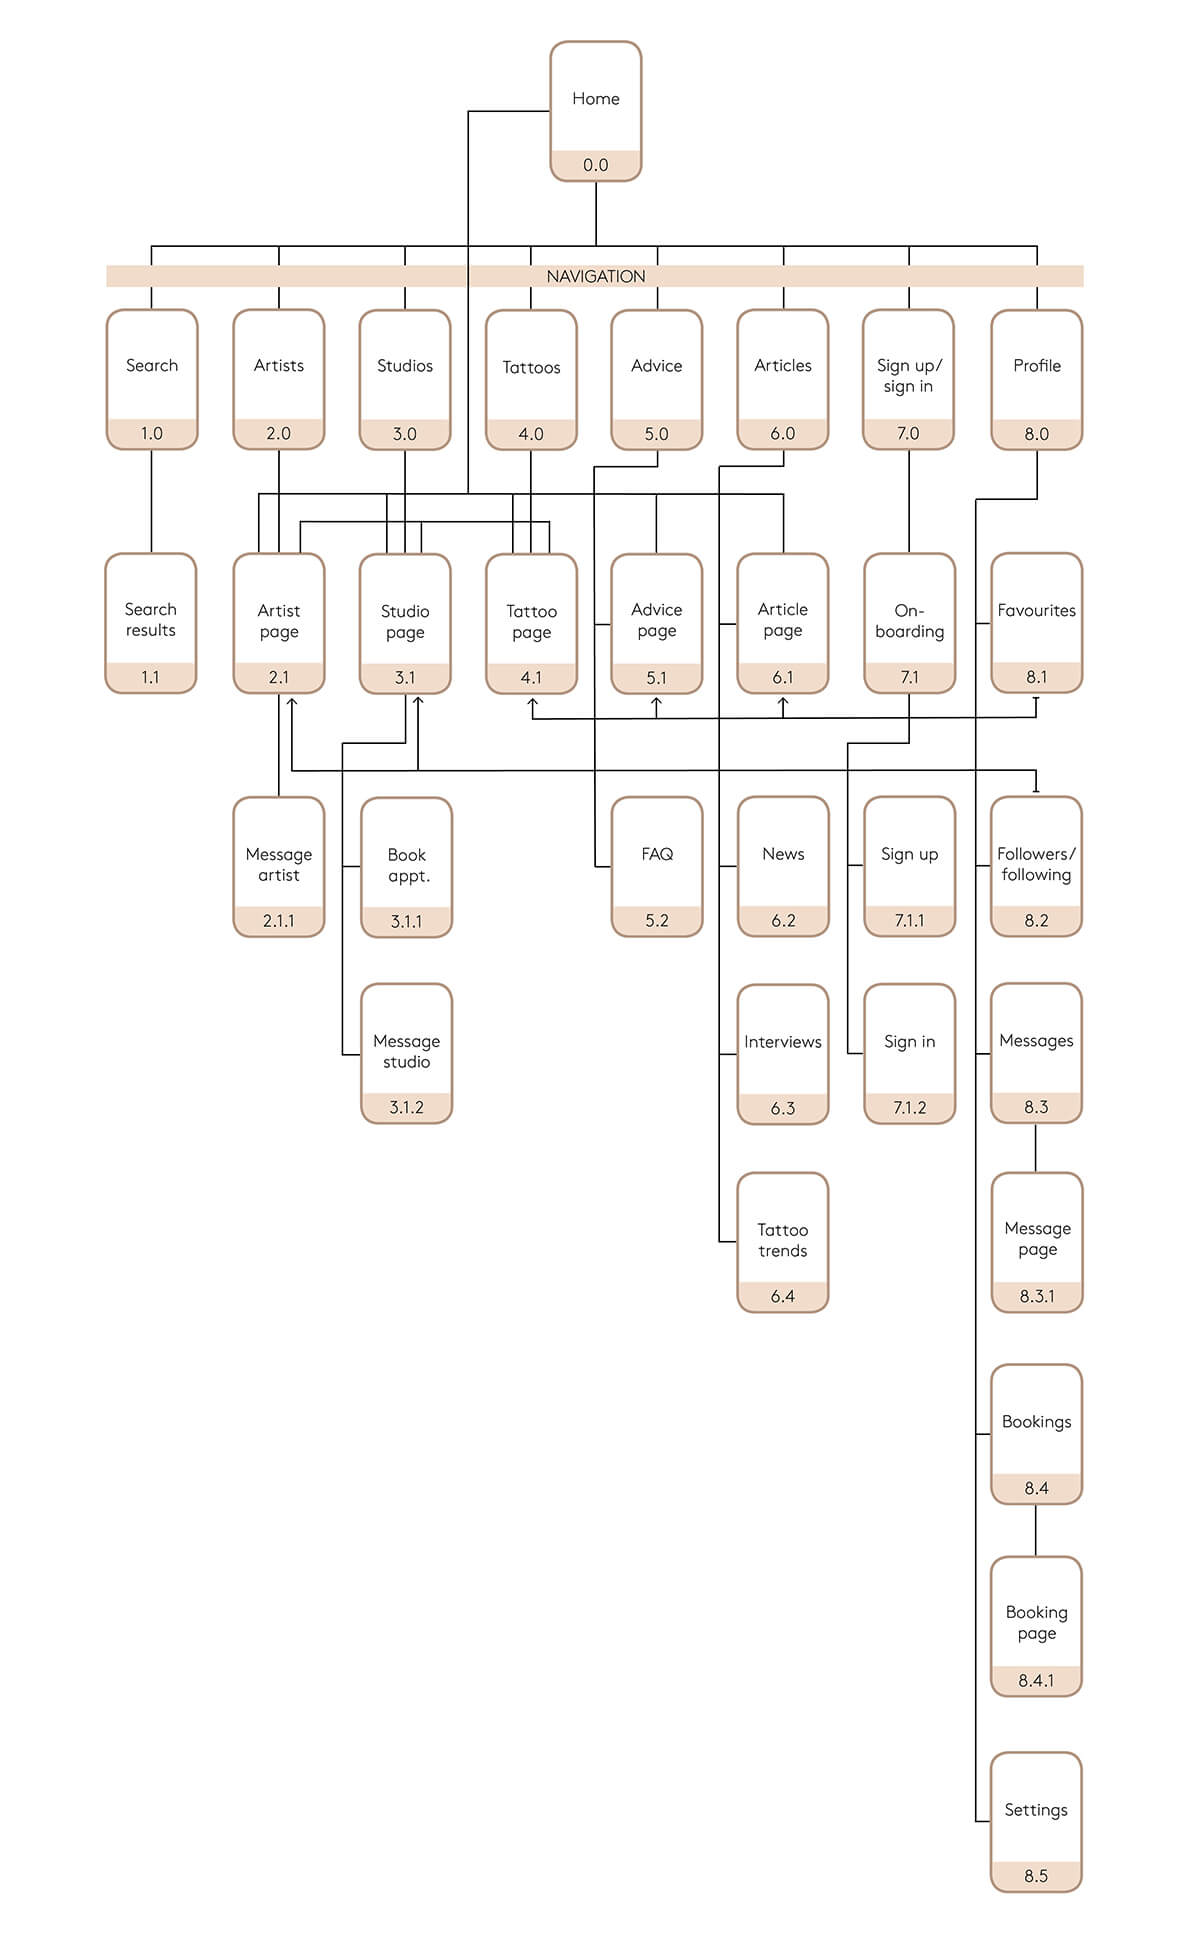 Home
0.0
NAVIGATION
Search
1.0
Artists
2.0
Studios
3.0
Tattoos
4.0
Advice
5.0
Articles
6.0
Sign up/
sign in
7.0
Profile
8.0
Search
results
1.1
Artist
page
2.1
Studio
page
3.1
Tattoo
page
4.1
Advice
page
5.1
Article
page
6.1
On-
boarding
7.1
Favourites
8.1
Message
artist
2.1.1
Book
appt.
3.1.1
FAQ
5.2
News
6.2
Sign up
7.1.1
Followers/
following
8.2
Message
studio
3.1.2
Interviews
6.3
Sign in
7.1.2
Messages
8.3
Tattoo
trends
6.4
Message
page
8.3.1
Bookings
8.4
Booking
page
8.4.1
Settings
8.5